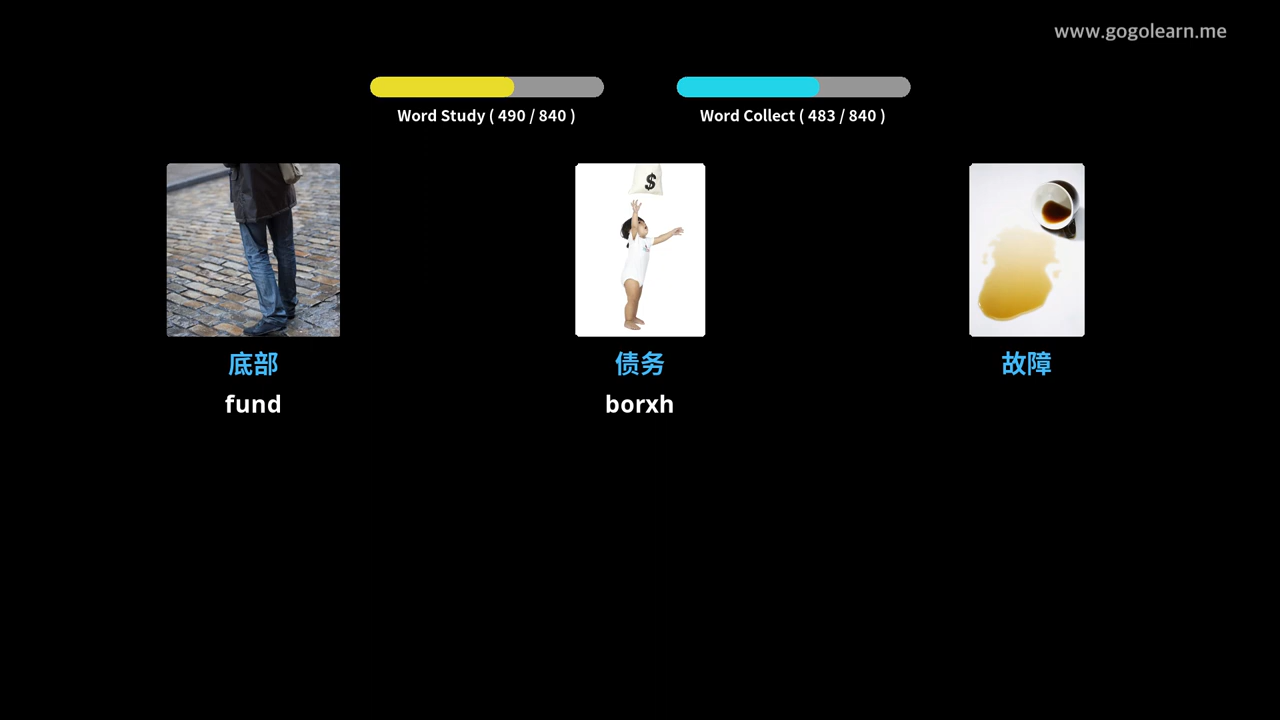 www.gogolearn.me
Word Study ( 490 / 840 )
Word Collect ( 483 / 840 )
$
底部
债务
故障
fund
borxh